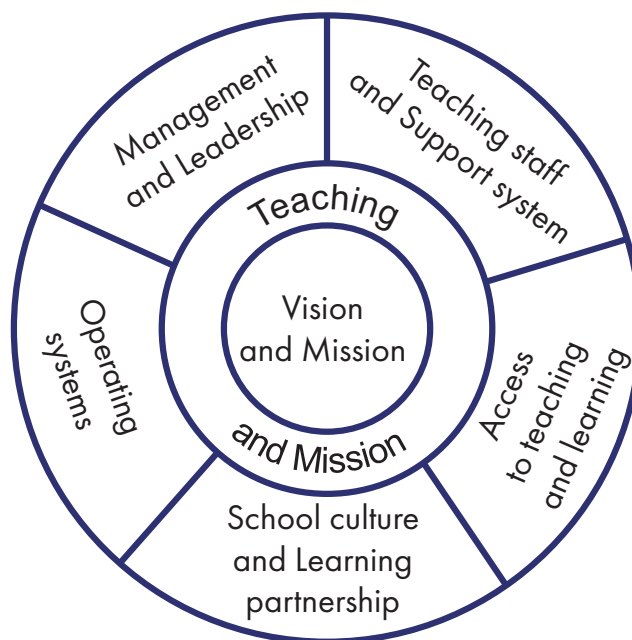 Management
and Leadership
Teaching staff
and Support system
Teaching
Vision
and Mission
and Mission
Operating
systems
Access
to teaching
and learning
School culture
and Learning
partnership